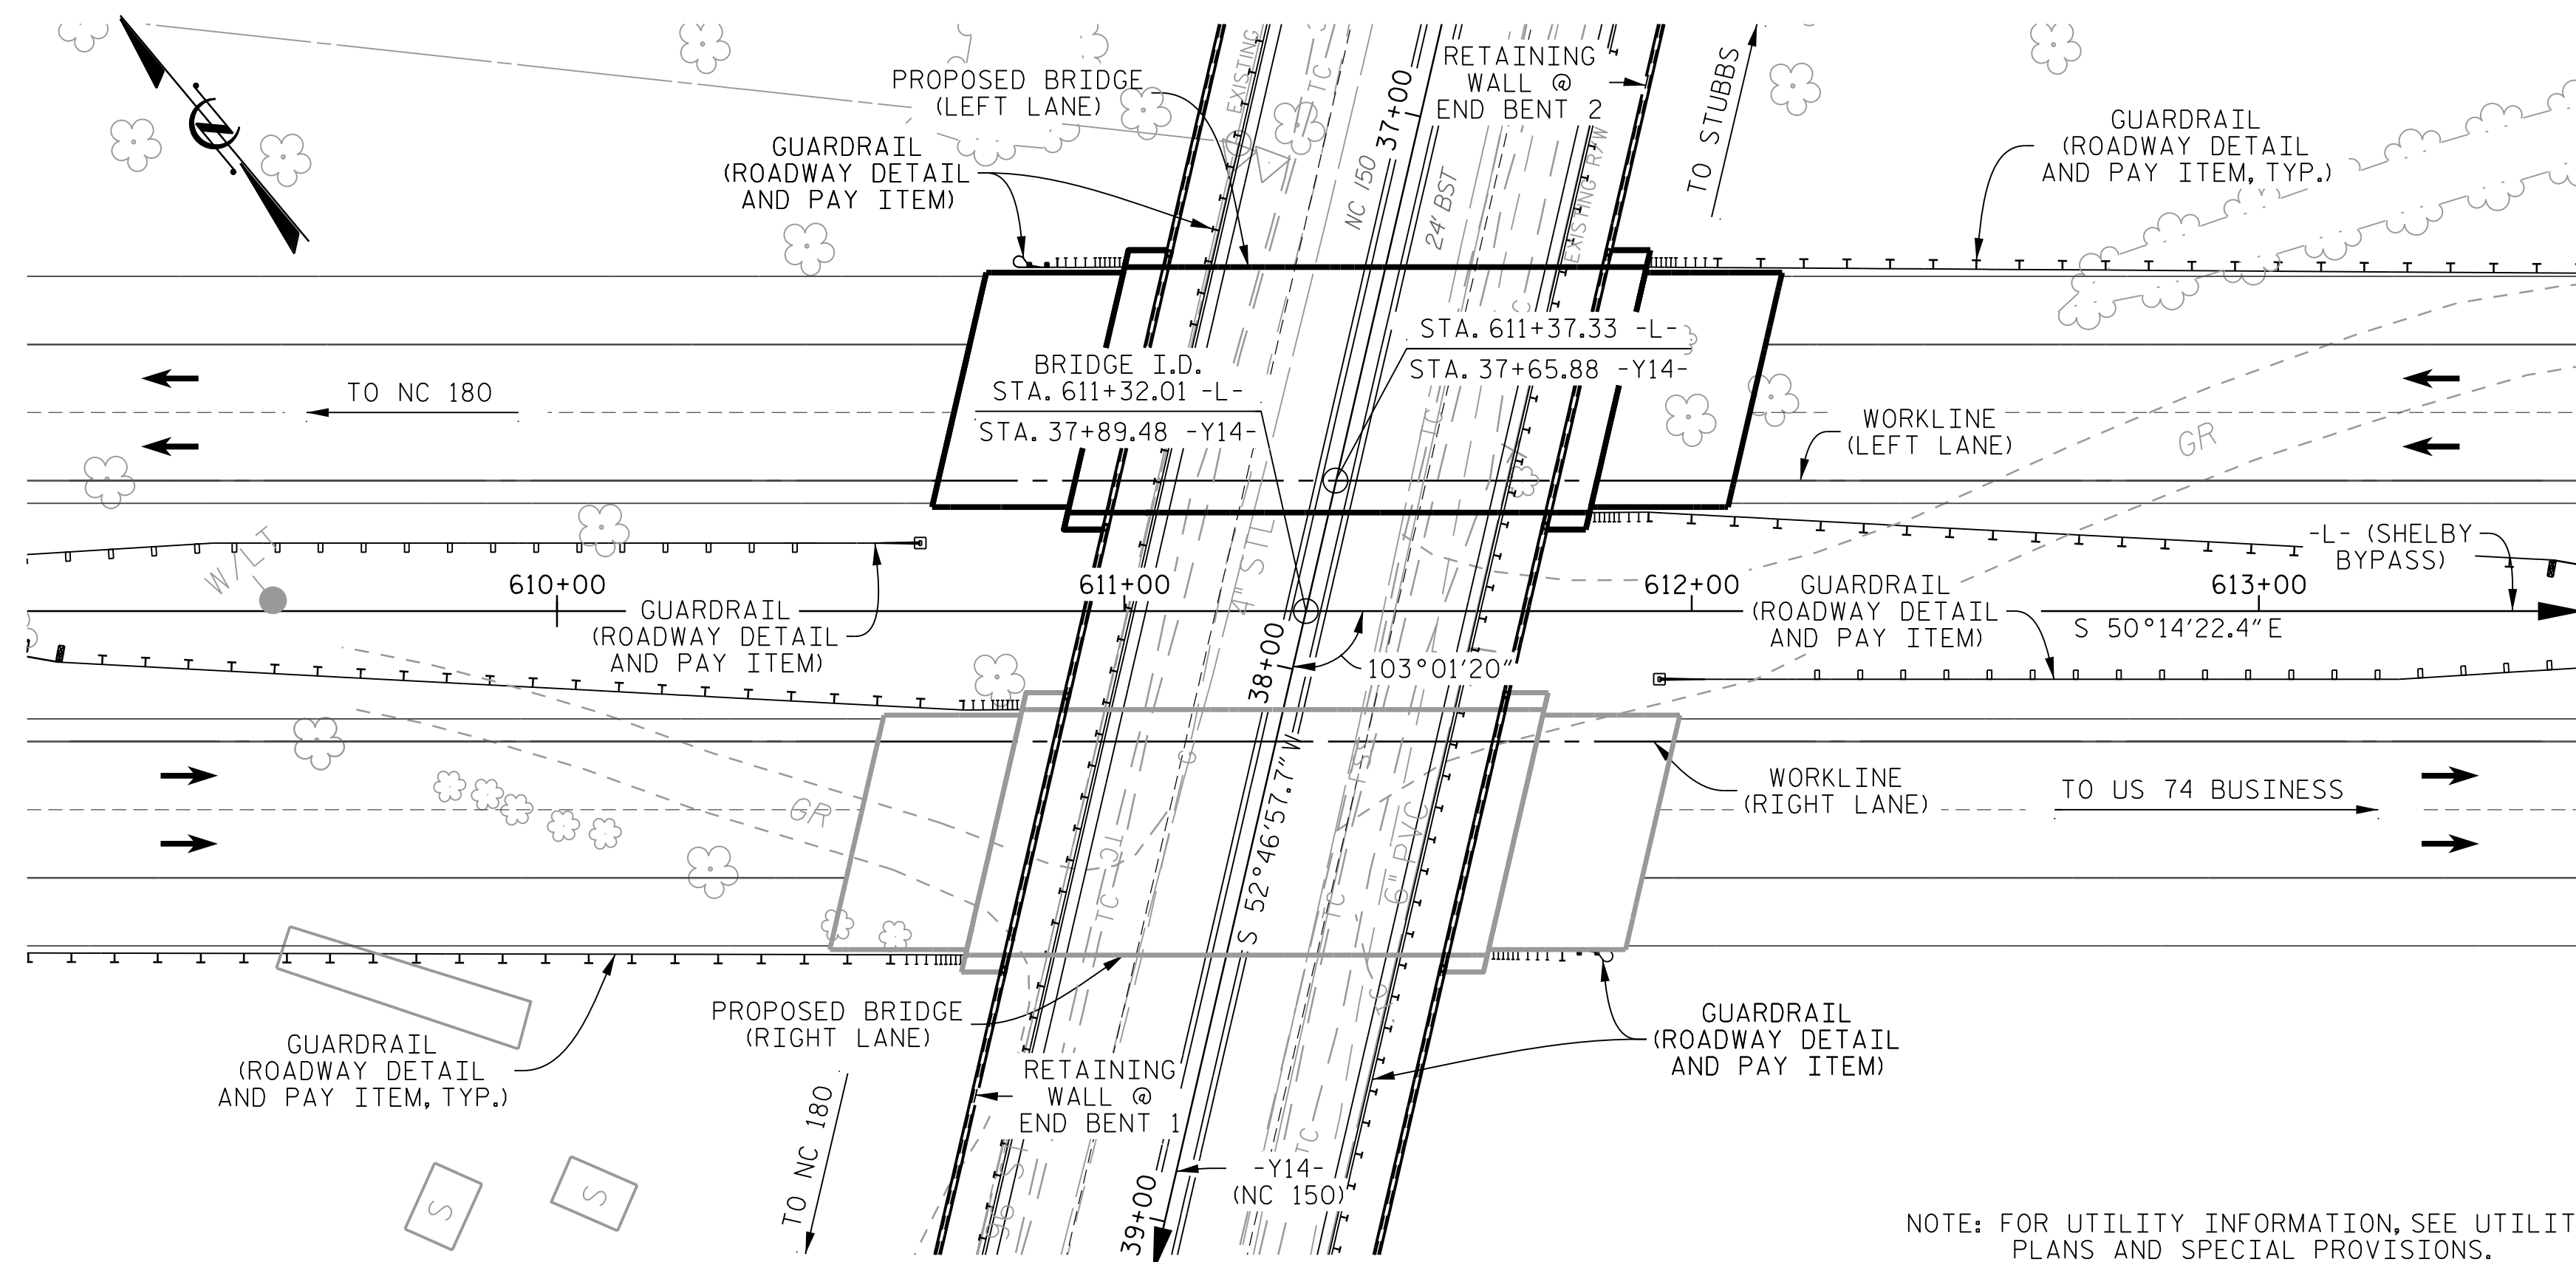 PROPOSED BRIDGE
(LEFT LANE)
GUARDRAIL
(ROADWAY DETAIL
AND PAY ITEM)
EXISTING
TC
NC 150
37+00
24' BST
RETAINING
WALL @
END BENT 2
EXISTING R/W
TO STUBBS
GUARDRAIL
(ROADWAY DETAIL
AND PAY ITEM, TYP.)
STA. 611+37.33 -L-
STA. 37+65.88 -Y14-
BRIDGE I.D.
STA. 611+32.01 -L-
STA. 37+89.48 -Y14-
TO NC 180
WORKLINE
(LEFT LANE)
GR
TC
W/LT
4" STL
-L- (SHELBY
BYPASS)
610+00
611+00
612+00
613+00
GUARDRAIL
(ROADWAY DETAIL
AND PAY ITEM)
GUARDRAIL
(ROADWAY DETAIL
AND PAY ITEM)
S 50°14'22.4" E
38+00
103°01'20"
S 52°46'57.7" W
GR
WORKLINE
(RIGHT LANE)
TO US 74 BUSINESS
6" PVC
TC
TC
PROPOSED BRIDGE
(RIGHT LANE)
GUARDRAIL
(ROADWAY DETAIL
AND PAY ITEM)
GUARDRAIL
(ROADWAY DETAIL
AND PAY ITEM, TYP.)
RETAINING
WALL @
END BENT 1
TO NC 180
TC
-Y14-
(NC 150)
39+00
S
S
NOTE: FOR UTILITY INFORMATION, SEE UTILIT
PLANS AND SPECIAL PROVISIONS.